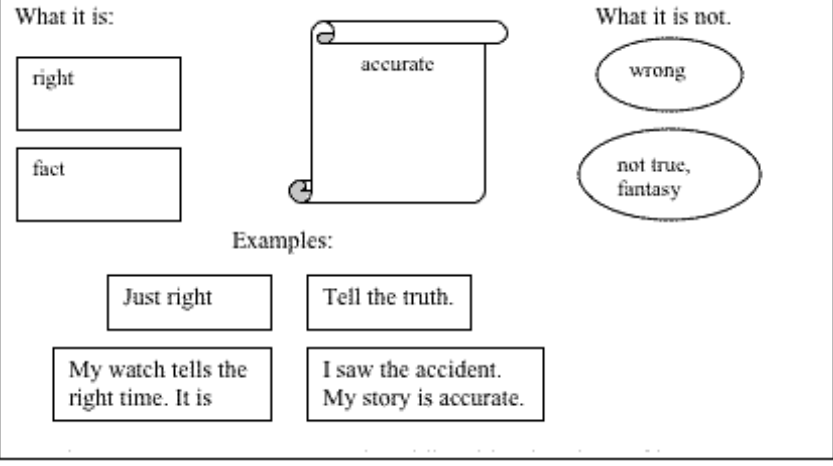 What it is:
What it is not.
right
accurate
wrong
fact
not true,
fantasy
Examples:
Just right
Tell the truth.
My watch tells the
right time. It is
I saw the accident.
My story is accurate.